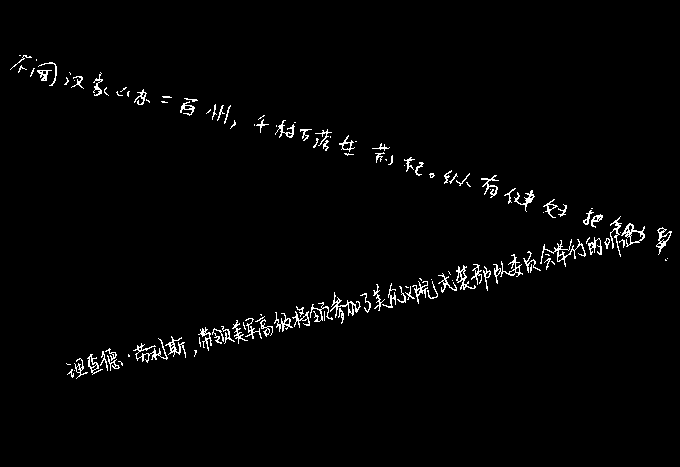 不闻汉家山东二百州,千村万落生荆杞。纵有健妇把锄犁
理查德·劳利斯,带领美军高级将领参加了美众议院武装部队委员会举行的听证